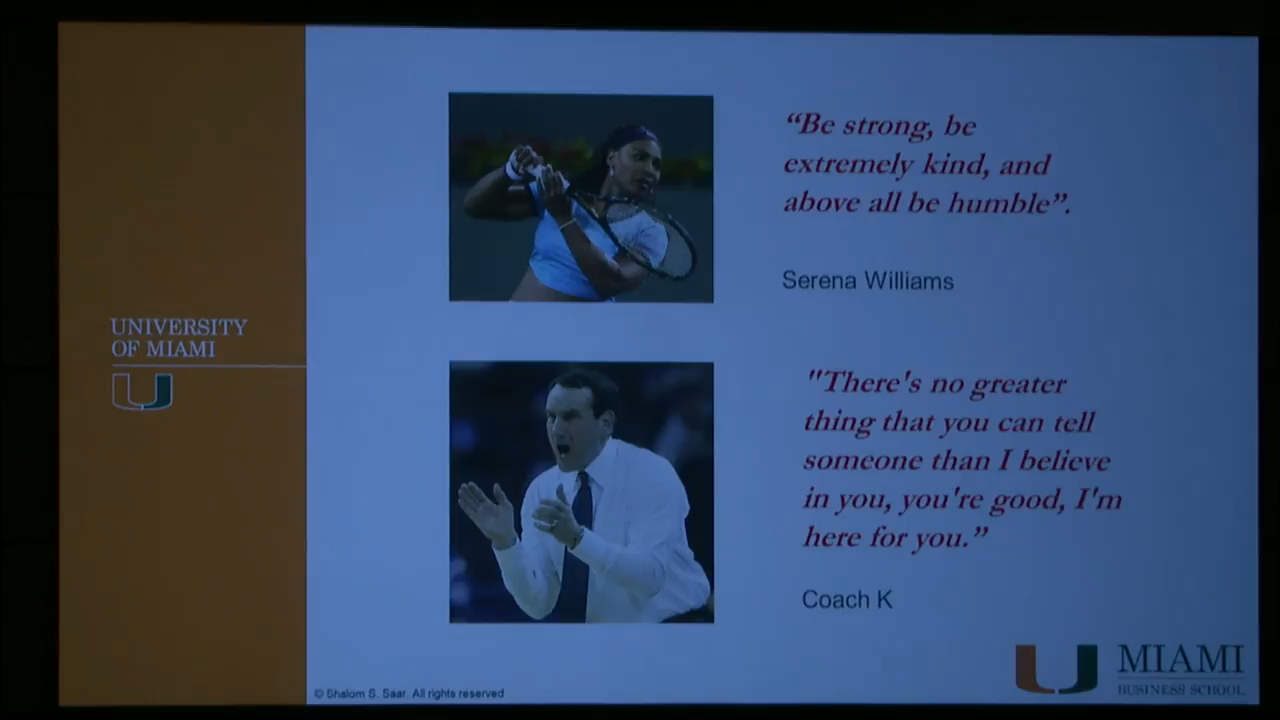 UNIVERSITY
OF MIAMI
“Be strong, be
extremely kind, and
above all be humble”.
Serena Williams
"There's no greater
thing that you can tell
someone than I believe
in you, you're good, I'm
here for you.”
Coach K
© Shalom S. Saar. All rights reserved
MIAMI
BUSINESS SCHOOL